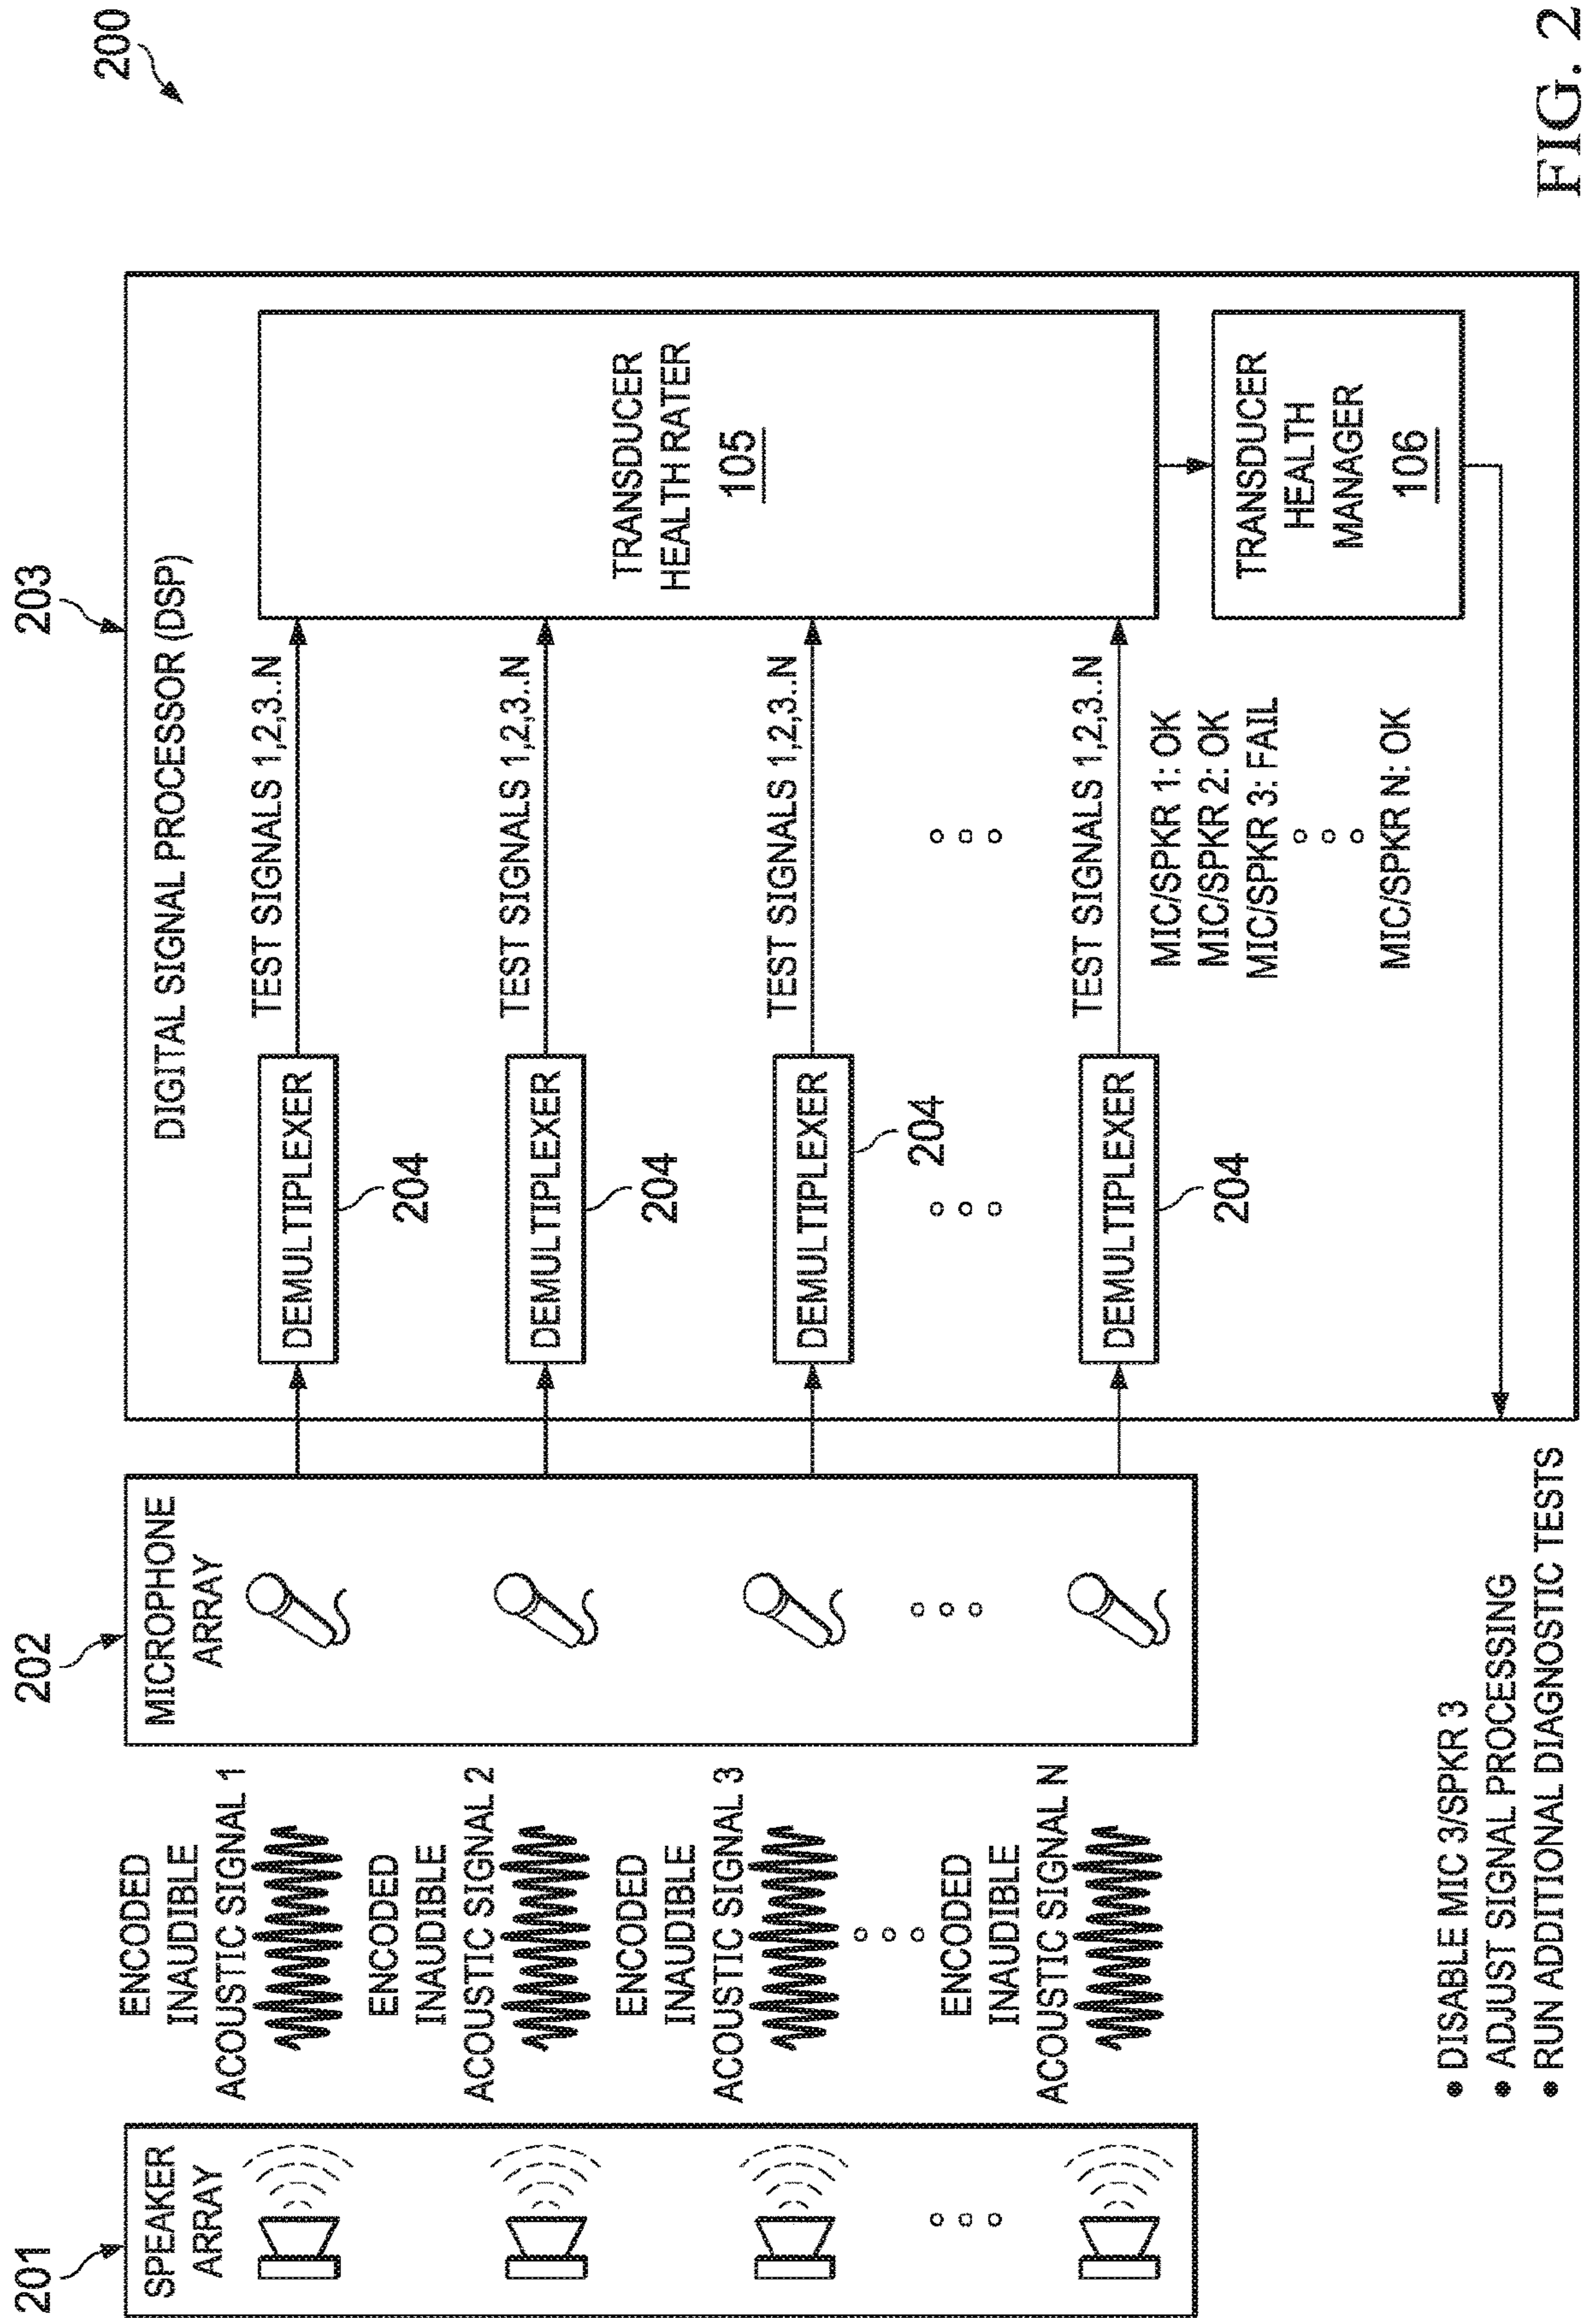 200
201
SPEAKER
ARRAY
ENCODED
INAUDIBLE
ACOUSTIC SIGNAL 1
ENCODED
INAUDIBLE
ACOUSTIC SIGNAL 2
ENCODED
INAUDIBLE
ACOUSTIC SIGNAL 3
ENCODED
INAUDIBLE
ACOUSTIC SIGNAL N
202
MICROPHONE
ARRAY
203
DIGITAL SIGNAL PROCESSOR (DSP)
DEMULTIPLEXER
204
TEST SIGNALS 1,2,3..N
DEMULTIPLEXER
204
TEST SIGNALS 1,2,3..N
DEMULTIPLEXER
204
TEST SIGNALS 1,2,3..N
DEMULTIPLEXER
204
TEST SIGNALS 1,2,3..N
TRANSDUCER
HEALTH RATER
105
MIC/SPKR 1: OK
MIC/SPKR 2: OK
MIC/SPKR 3: FAIL
MIC/SPKR N: OK
TRANSDUCER
HEALTH
MANAGER
106
• DISABLE MIC 3/SPKR 3
• ADJUST SIGNAL PROCESSING
• RUN ADDITIONAL DIAGNOSTIC TESTS
FIG. 2